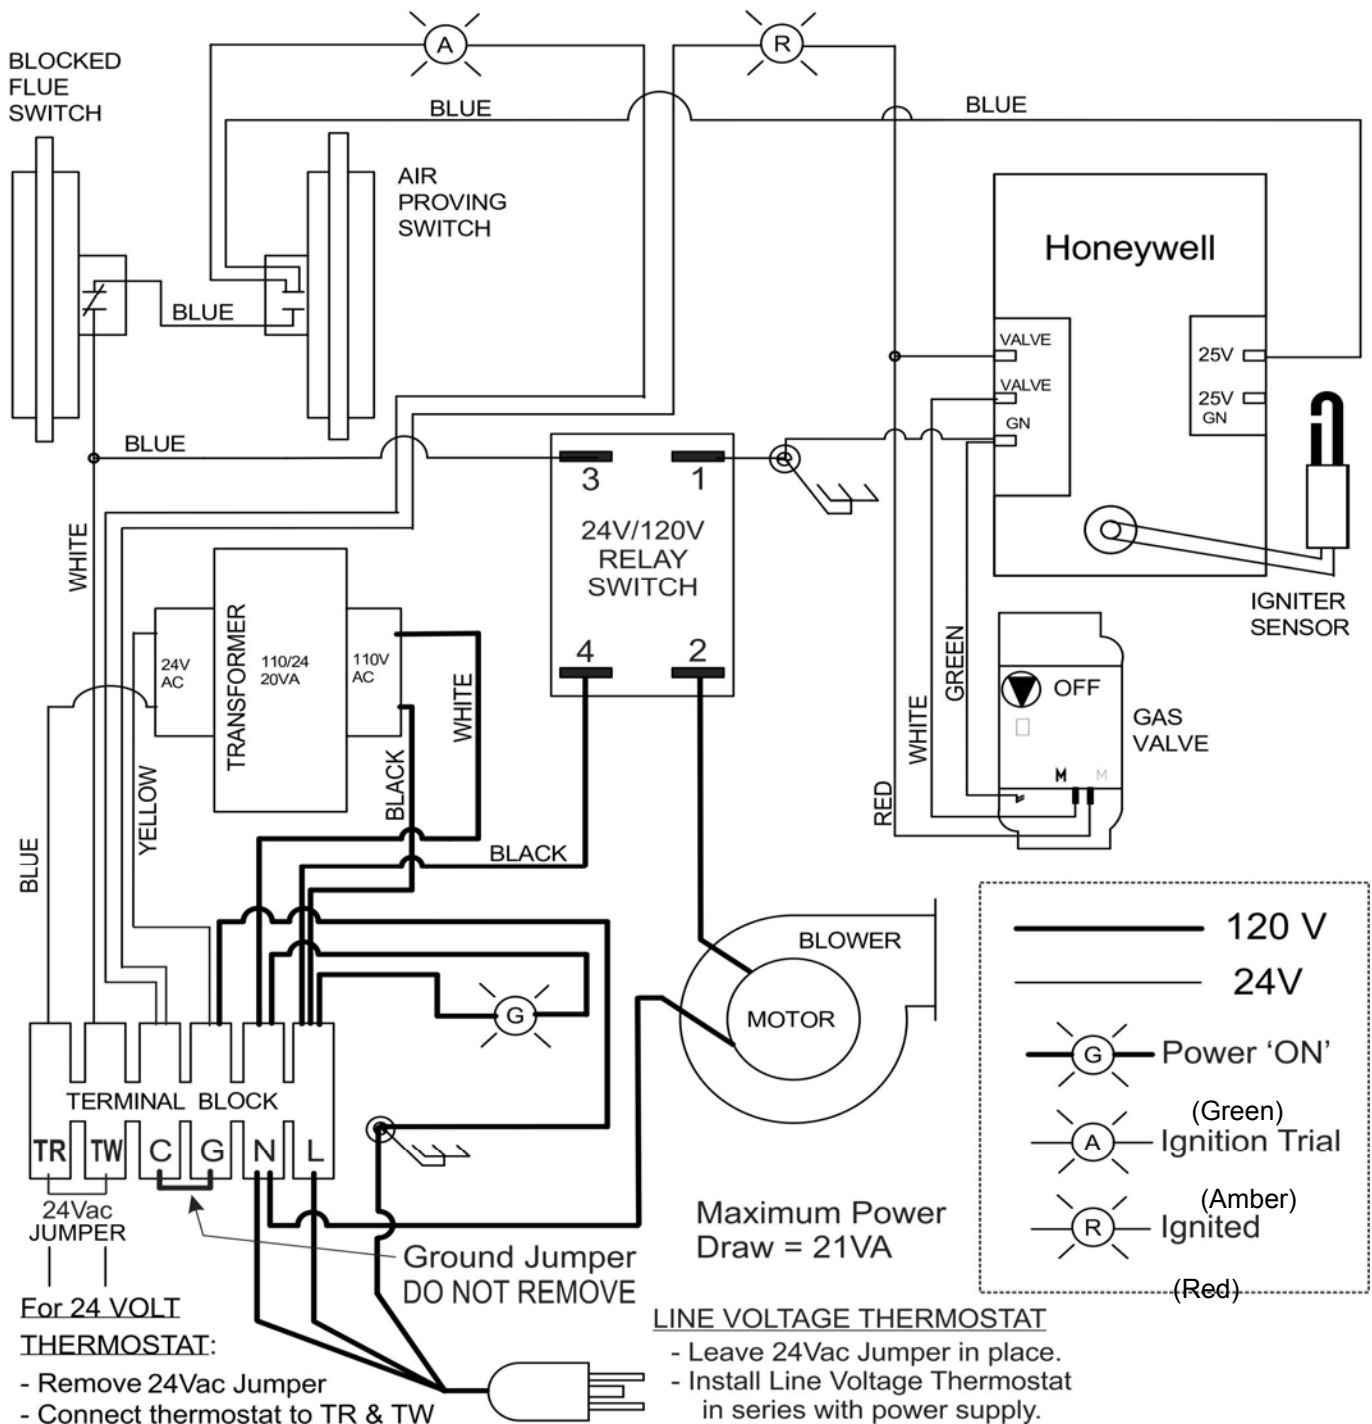 A
R
BLOCKED
FLUE
SWITCH
BLUE
BLUE
AIR
PROVING
SWITCH
Honeywell
BLUE
VALVE
25V
VALVE
25V
GN
GN
BLUE
3
1
24V/120V
RELAY
SWITCH
4
2
WHITE
IGNITER
SENSOR
TRANSFORMER
24V
AC
110/24
20VA
110V
AC
WHITE
BLACK
YELLOW
BLUE
BLACK
GREEN
WHITE
RED
OFF
GAS
VALVE
M
M
BLOWER
MOTOR
G
120 V
24V
G
Power ‘ON’
(Green)
A
Ignition Trial
(Amber)
R
Ignited
(Red)
TERMINAL BLOCK
TR TW C G N L
24Vac
JUMPER
Ground Jumper
DO NOT REMOVE
Maximum Power
Draw = 21VA
For 24 VOLT
THERMOSTAT:
- Remove 24Vac Jumper
- Connect thermostat to TR & TW
LINE VOLTAGE THERMOSTAT
- Leave 24Vac Jumper in place.
- Install Line Voltage Thermostat
in series with power supply.